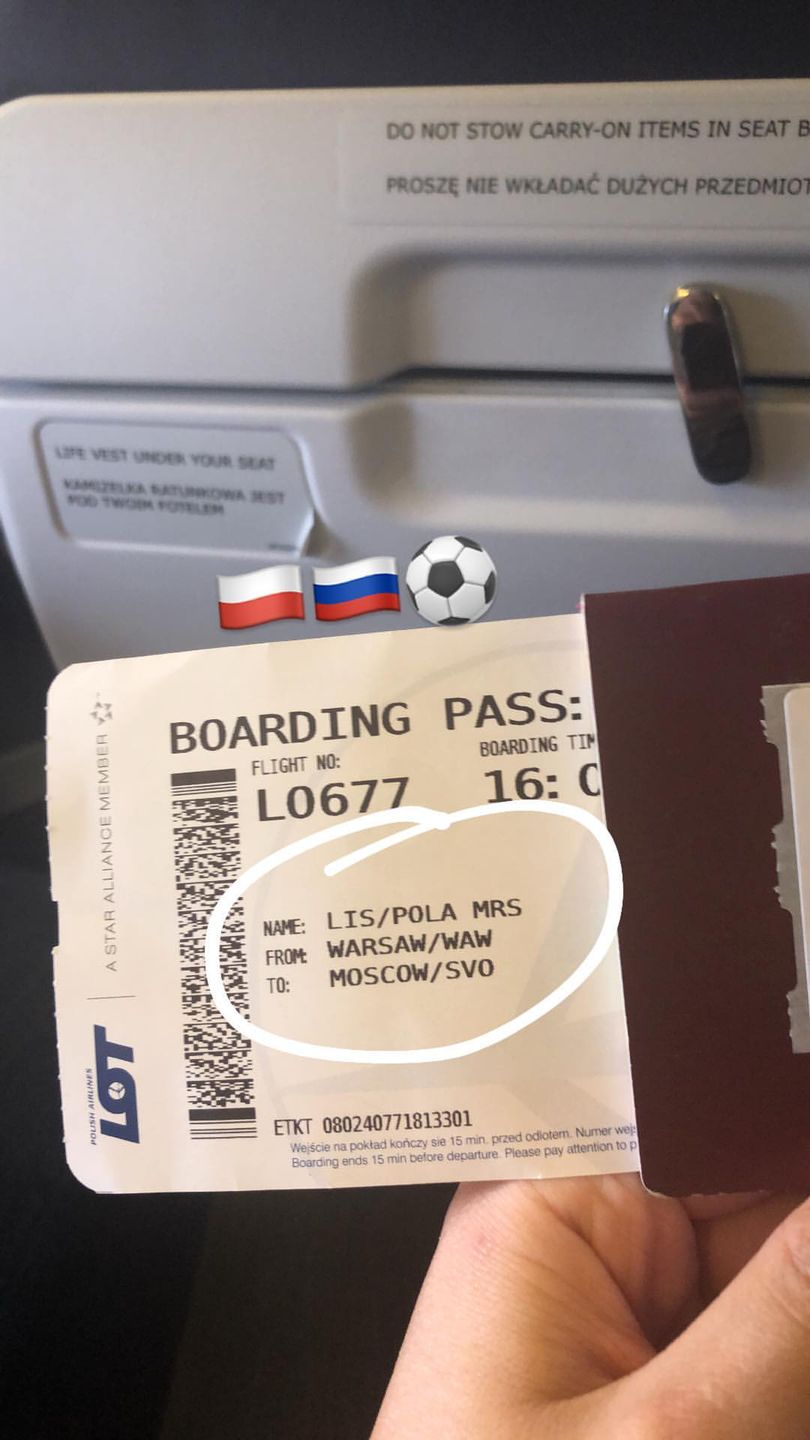 DO NOT STOW CARRY-ON ITEMS IN SEAT B
PROSZĘ NIE WKŁADAĆ DUŻYCH PRZEDMIOT
LIFE VEST UNDER YOUR SEAT
KAMIZELKA RATUNKOWA JEST
POD TWOIM FOTELEM
BOARDING PASS:
FLIGHT NO:
BOARDING TIM
LO677
16: 0
NAME: LIS/POLA MRS
FROM: WARSAW/WAW
TO: MOSCOW/SVO
ETKT 080240771813301
Wejście na pokład kończy sie 15 min. przed odlotem. Numer wej
Boarding ends 15 min before departure. Please pay attention to p
A STAR ALLIANCE MEMBER
LOT
POLISH AIRLINES